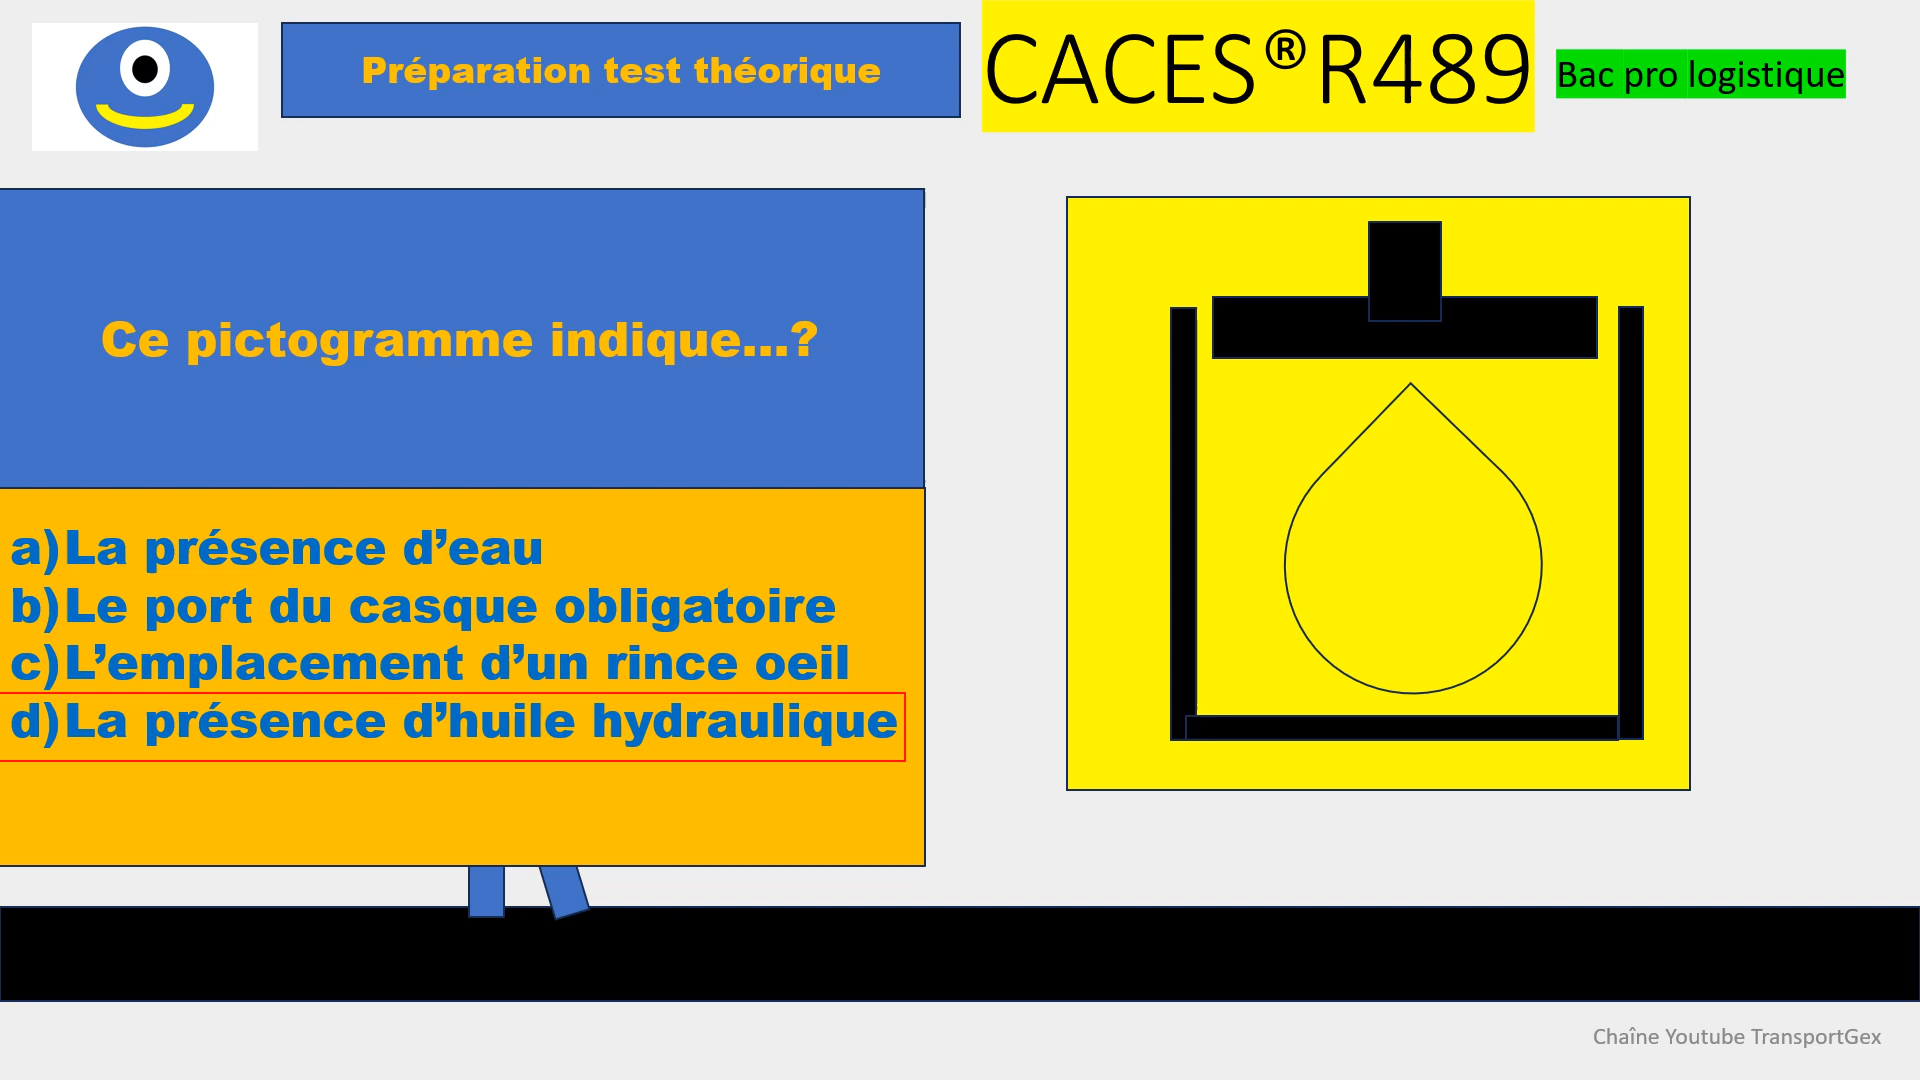 Préparation test théorique
CACES®R489
Bac pro logistique
Ce pictogramme indique...?
a) La présence d’eau
b) Le port du casque obligatoire
c) L’emplacement d’un rince oeil
d) La présence d’huile hydraulique
Chaîne Youtube TransportGex